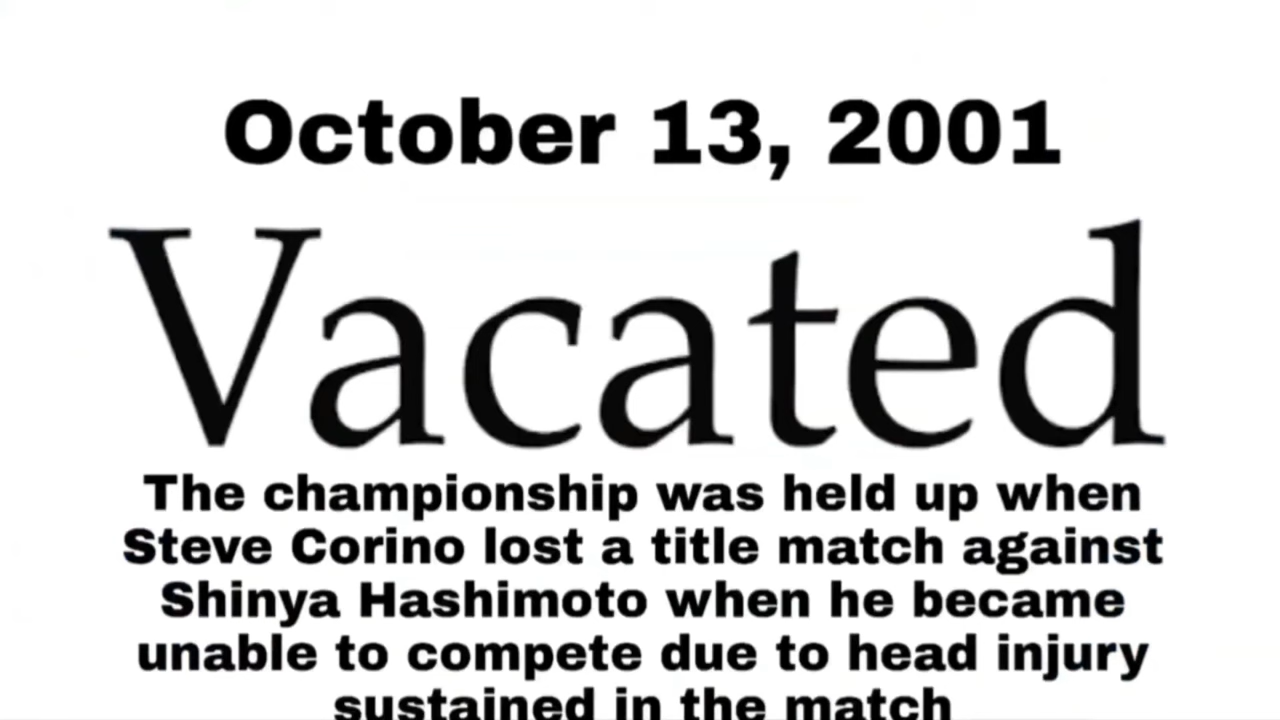 October 13, 2001
Vacated
The championship was held up when
Steve Corino lost a title match against
Shinya Hashimoto when he became
unable to compete due to head injury
sustained in the match